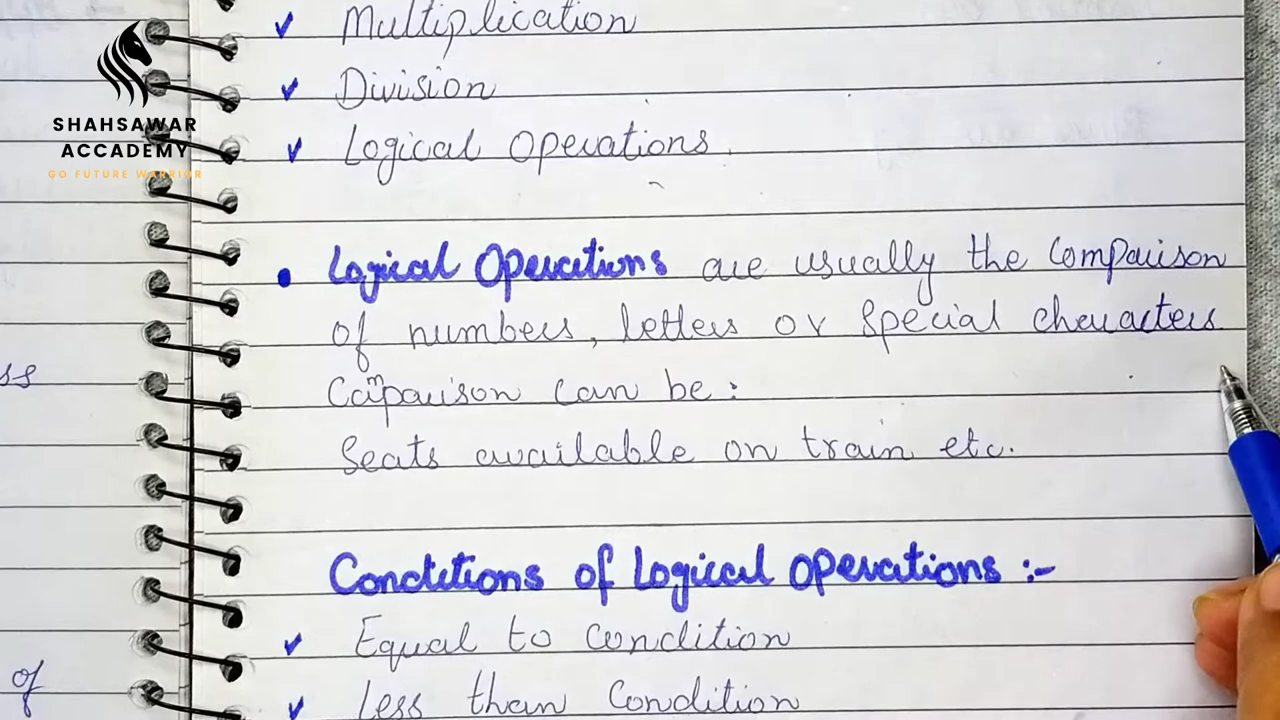 SHAHSAWAR
ACCADEMY
GO FUTURE WARRIOR
✓ Multiplication
✓ Division
✓ Logical Operations
• Logical Operations are usually the Comparison
of numbers, letters or special characters
Comparison can be:
Seats available on train etc.
Conditions of Logical Operations :-
✓ Equal to condition
✓ Less than Condition
ss
of